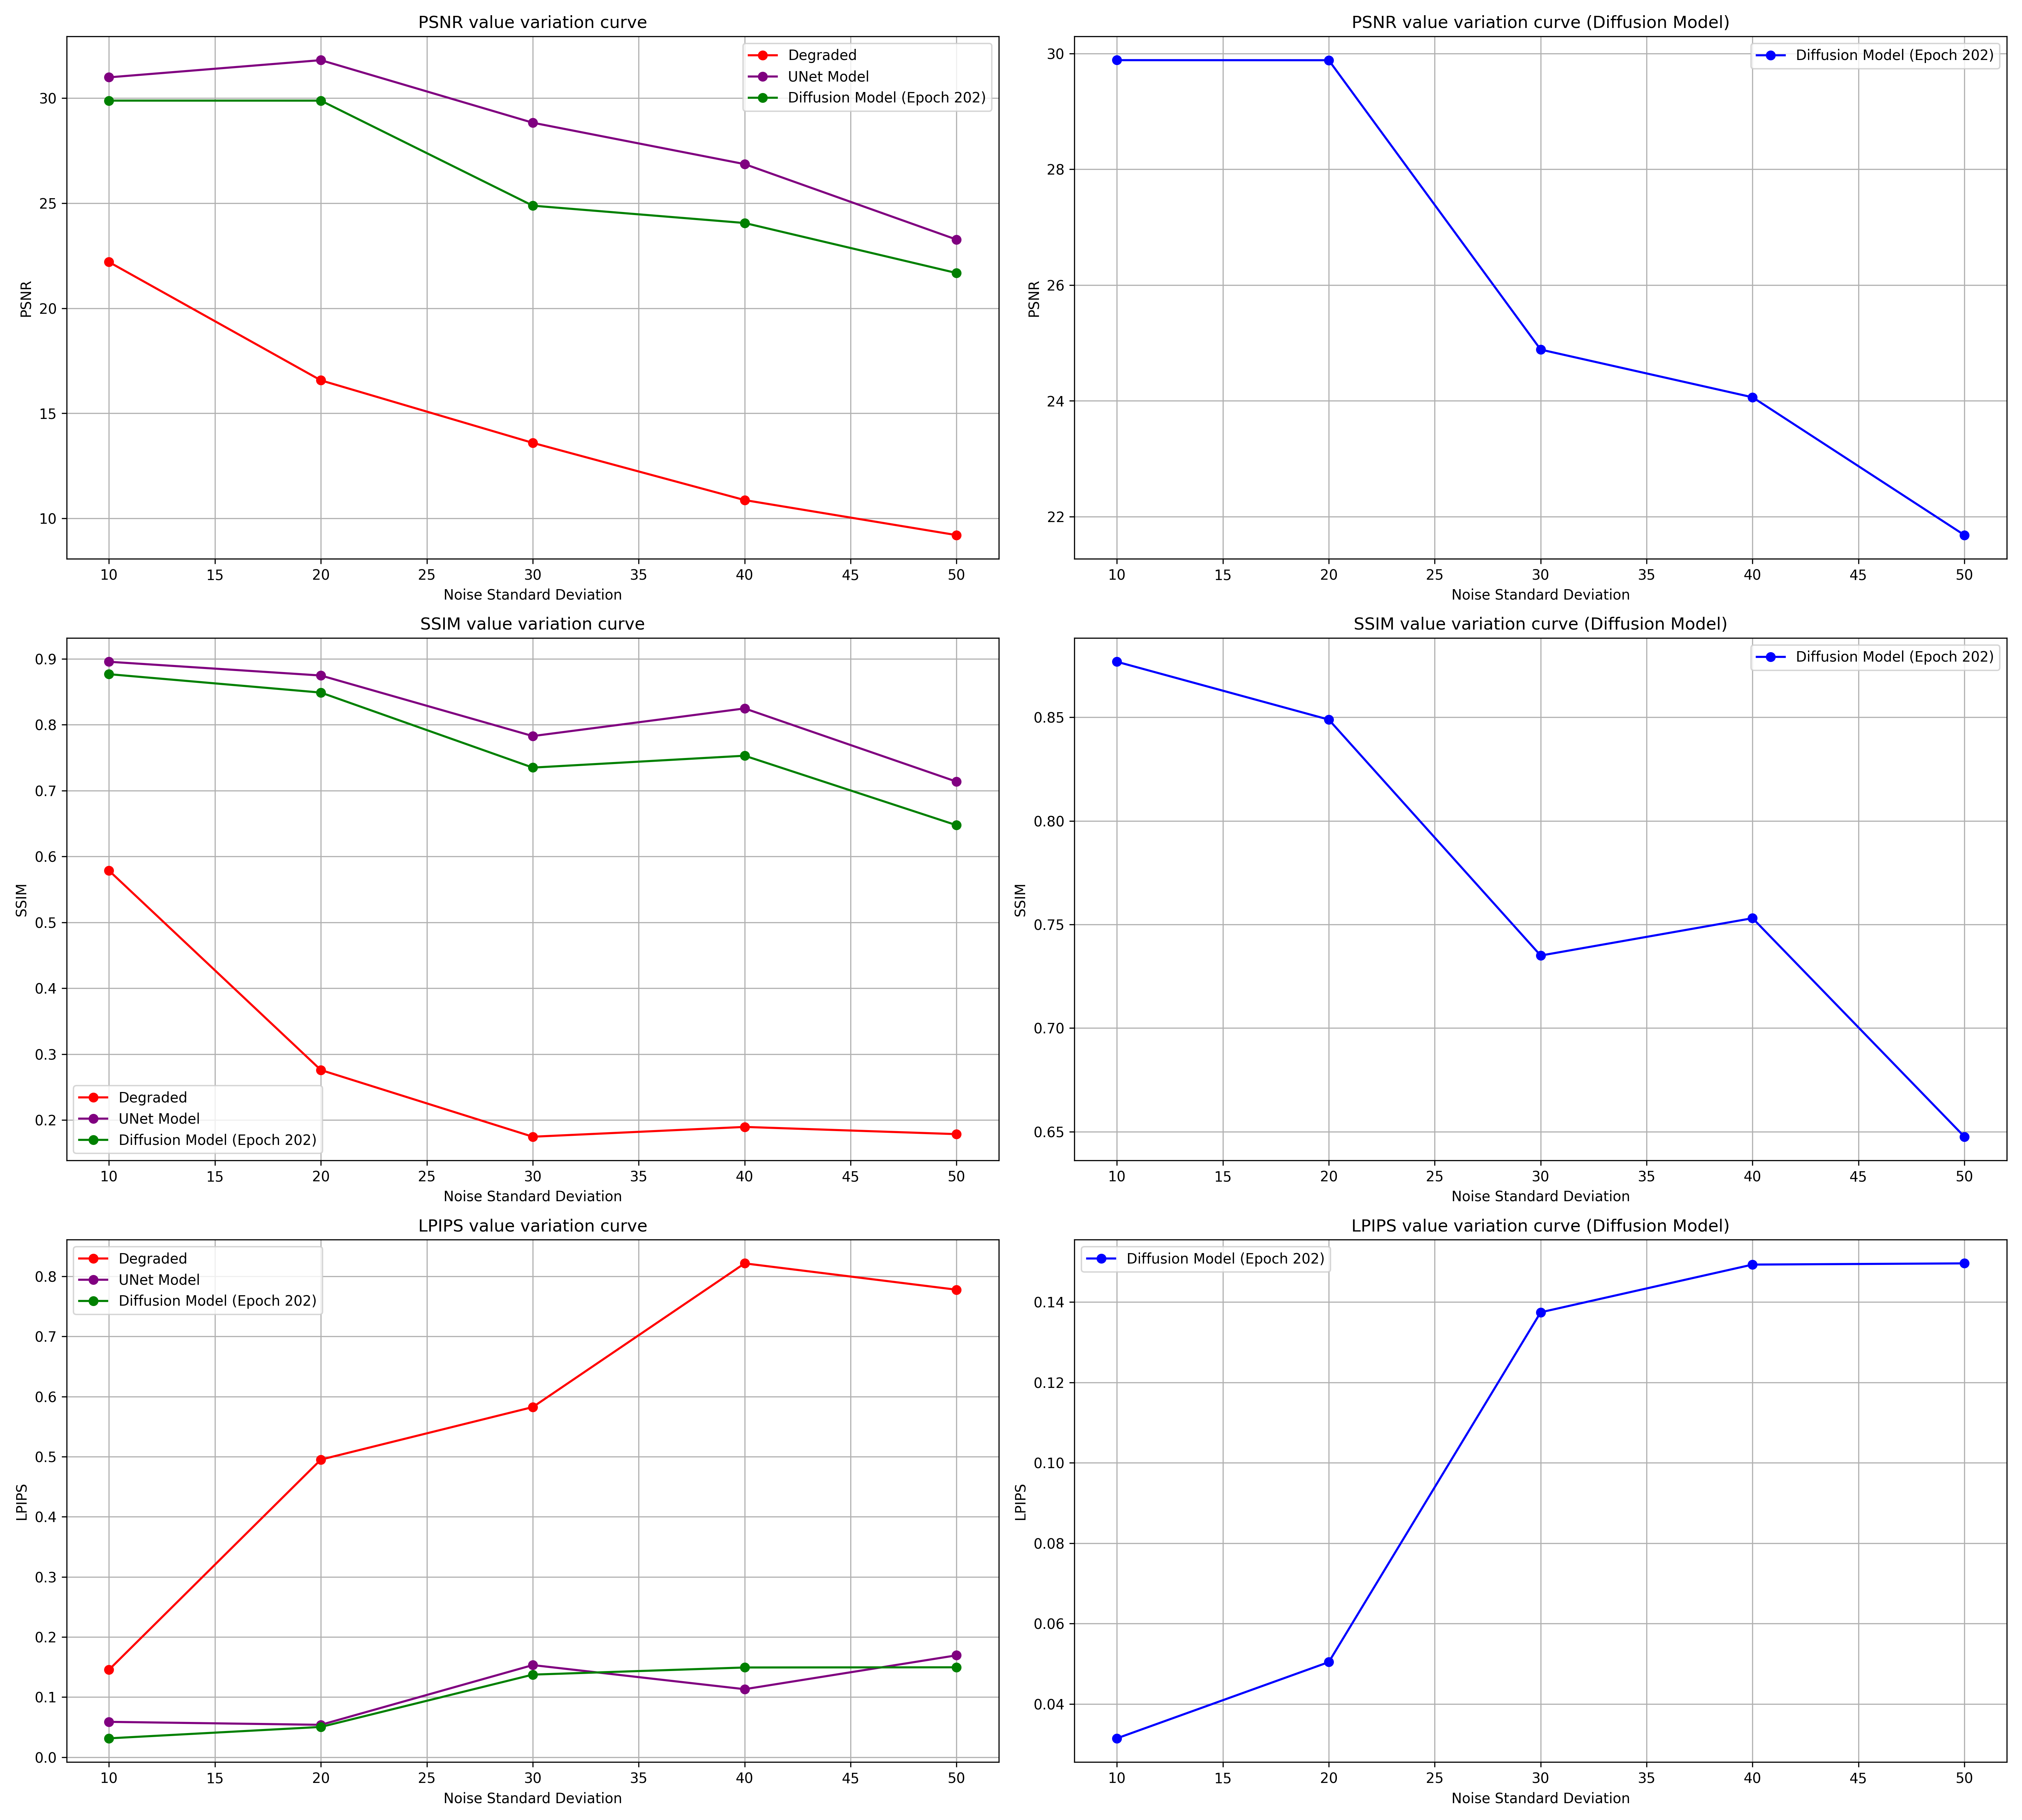 PSNR value variation curve
Degraded
UNet Model
Diffusion Model (Epoch 202)
30
25
20
15
10
PSNR
10 15 20 25 30 35 40 45 50
Noise Standard Deviation
PSNR value variation curve (Diffusion Model)
Diffusion Model (Epoch 202)
30
28
26
24
22
PSNR
10 15 20 25 30 35 40 45 50
Noise Standard Deviation
SSIM value variation curve
0.9
0.8
0.7
0.6
0.5
0.4
0.3
0.2
SSIM
Degraded
UNet Model
Diffusion Model (Epoch 202)
10 15 20 25 30 35 40 45 50
Noise Standard Deviation
SSIM value variation curve (Diffusion Model)
Diffusion Model (Epoch 202)
0.85
0.80
0.75
0.70
0.65
SSIM
10 15 20 25 30 35 40 45 50
Noise Standard Deviation
LPIPS value variation curve
Degraded
UNet Model
Diffusion Model (Epoch 202)
0.8
0.7
0.6
0.5
0.4
0.3
0.2
0.1
0.0
LPIPS
10 15 20 25 30 35 40 45 50
Noise Standard Deviation
LPIPS value variation curve (Diffusion Model)
Diffusion Model (Epoch 202)
0.14
0.12
0.10
0.08
0.06
0.04
LPIPS
10 15 20 25 30 35 40 45 50
Noise Standard Deviation